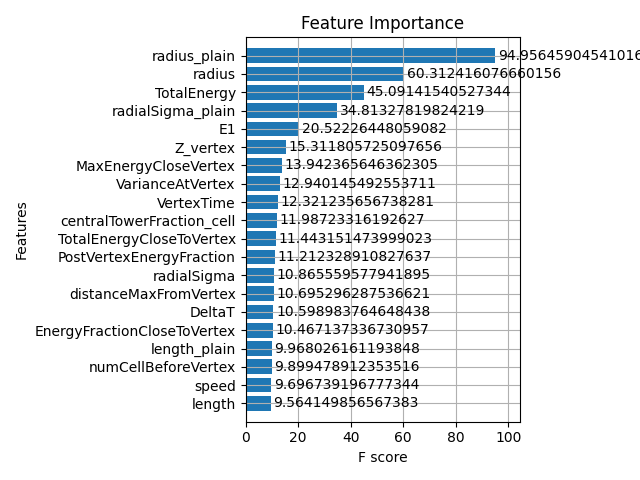 Feature Importance
radius_plain 94.95645904541016
radius 60.312416076660156
TotalEnergy 45.09141540527344
radialSigma_plain 34.81327819824219
E1 20.52226448059082
Z_vertex 15.311805725097656
MaxEnergyCloseVertex 13.942365646362305
VarianceAtVertex 12.940145492553711
VertexTime 12.321235656738281
centralTowerFraction_cell 11.98723316192627
TotalEnergyCloseToVertex 11.443151473999023
PostVertexEnergyFraction 11.212328910827637
radialSigma 10.865559577941895
distanceMaxFromVertex 10.695296287536621
DeltaT 10.598983764648438
EnergyFractionCloseToVertex 10.467137336730957
length_plain 9.968026161193848
numCellBeforeVertex 9.899478912353516
speed 9.696739196777344
length 9.564149856567383
0 20 40 60 80 100
F score
Features